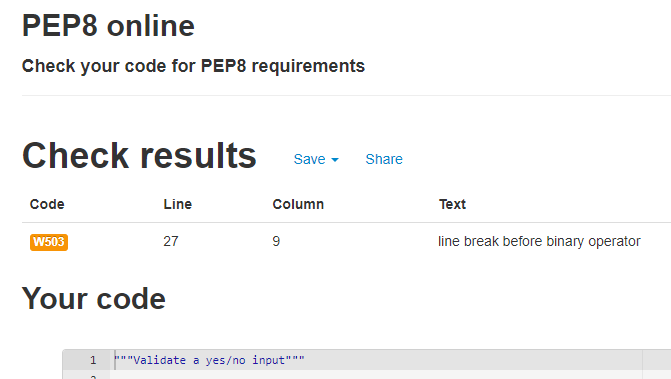 PEP8 online
Check your code for PEP8 requirements
Check results Save Share
Code Line Column Text
W503 27 9 line break before binary operator
Your code
1 """Validate a yes/no input"""